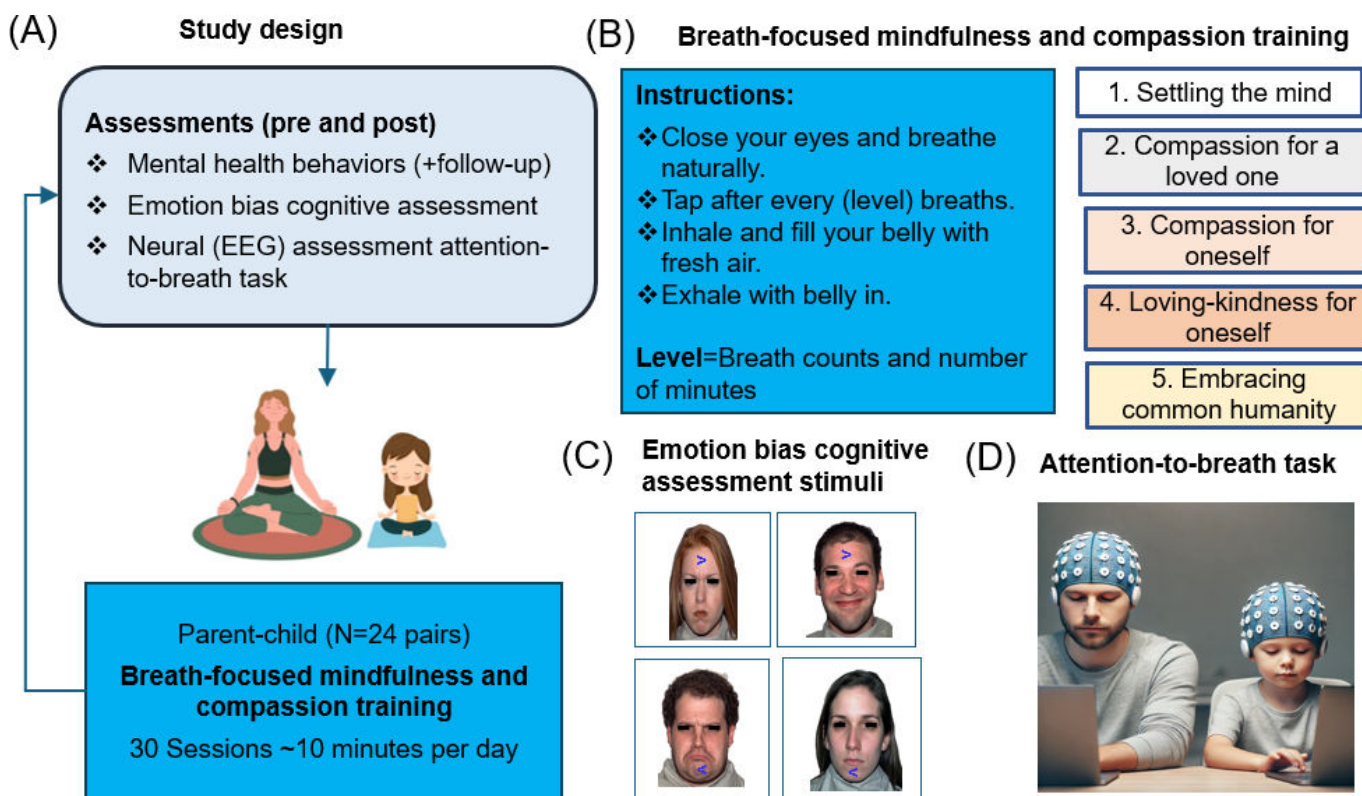 (A)
Study design
Assessments (pre and post)
❖ Mental health behaviors (+follow-up)
❖ Emotion bias cognitive assessment
❖ Neural (EEG) assessment attention-
to-breath task
Parent-child (N=24 pairs)
Breath-focused mindfulness and
compassion training
30 Sessions ~10 minutes per day
(B)
Breath-focused mindfulness and compassion training
Instructions:
❖Close your eyes and breathe
naturally.
❖Tap after every (level) breaths.
❖Inhale and fill your belly with
fresh air.
❖Exhale with belly in.
Level=Breath counts and number
of minutes
1. Settling the mind
2. Compassion for a
loved one
3. Compassion for
oneself
4. Loving-kindness for
oneself
5. Embracing
common humanity
(C)
Emotion bias cognitive
assessment stimuli
>
>
<
<
(D)
Attention-to-breath task